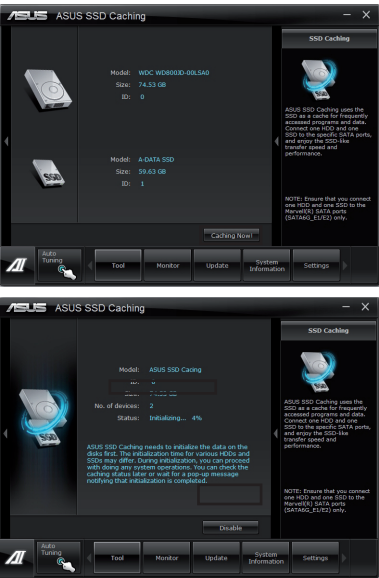 ASUS ASUS SSD Caching
SSD Caching
Model: WDC WD800JD-00LSA0
Size: 74.53 GB
ID: 0
ASUS SSD Caching uses the
SSD as a cache for frequently
accessed programs and data.
Connect one HDD and one
SSD to the specific SATA ports,
and enjoy the SSD-like
transfer speed and
performance.
SSD
Model: A-DATA SSD
Size: 59.63 GB
ID: 1
NOTE: Ensure that you connect
one HDD and one SSD to the
Marvell(R) SATA ports
(SATA6G_E1/E2) only.
Caching Now!
Auto
Tuning
Tool
Monitor
Update
System
Information
Settings
ASUS ASUS SSD Caching
SSD Caching
Model: ASUS SSD Cacing
No. of devices: 2
Status: Initializing... 4%
ASUS SSD Caching uses the
SSD as a cache for frequently
accessed programs and data.
Connect one HDD and one
SSD to the specific SATA ports,
and enjoy the SSD-like
transfer speed and
performance.
ASUS SSD Caching needs to initialize the data on the
disks first. The initialization time for various HDDs and
SSDs may differ. During initialization, you can proceed
with doing any system operations. You can check the
caching status later or wait for a pop-up message
notifying that initialization is completed.
NOTE: Ensure that you connect
one HDD and one SSD to the
Marvell(R) SATA ports
(SATA6G_E1/E2) only.
Disable
Auto
Tuning
Tool
Monitor
Update
System
Information
Settings